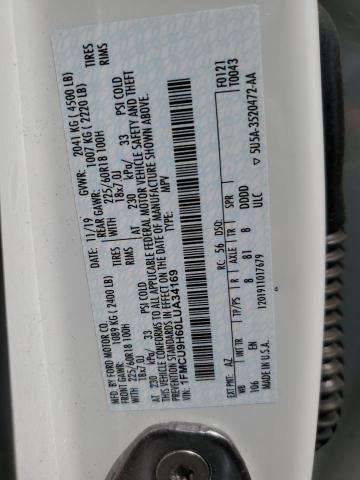 MFD. BY FORD MOTOR CO.
DATE: 11/19 GVWR: 2041 KG ( 4500 LB)
FRONT GAWR: 1089 KG ( 2400 LB) REAR GAWR: 1007 KG ( 2220 LB)
WITH 225/60R18 100H TIRES WITH 225/60R18 100H TIRES
18x7.0J RIMS 18x7.0J RIMS
AT 230 kPa/ 33 PSI COLD AT 230 kPa/ 33 PSI COLD
THIS VEHICLE CONFORMS TO ALL APPLICABLE FEDERAL MOTOR VEHICLE SAFETY AND THEFT
PREVENTION STANDARDS IN EFFECT ON THE DATE OF MANUFACTURE SHOWN ABOVE.
VIN: 1FMCU9H60LUA34169
TYPE: MPV
F0121
T0043
EXT PNT: AZ RC: 56 DSO:
WB INT TR TP/PS R AXLE TR SPR
106 EN 8 81 8 DDDD
MADE IN U.S.A. 1201911017679 ULC
▽ 5U5A-3520472-AA